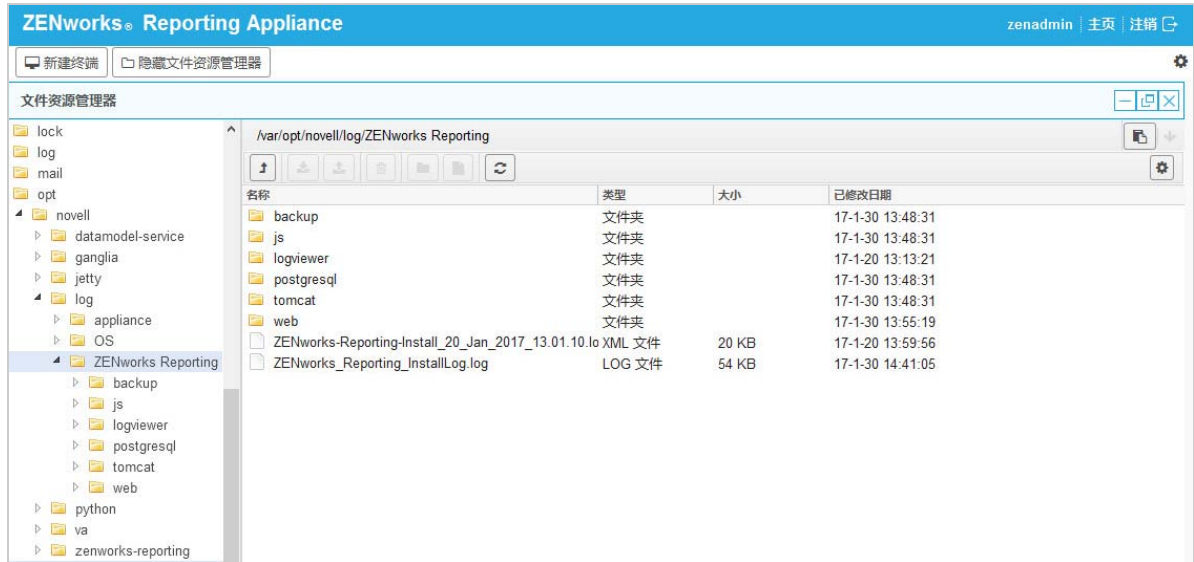 ZENworks® Reporting Appliance
zenadmin 主页 注销
新建终端 隐藏文件资源管理器
文件资源管理器
lock
log
mail
opt
novell
datamodel-service
ganglia
jetty
log
appliance
OS
ZENworks Reporting
backup
js
logviewer
postgresql
tomcat
web
python
va
zenworks-reporting
/var/opt/novell/log/ZENworks Reporting
名称 类型 大小 已修改日期
backup 文件夹 17-1-30 13:48:31
js 文件夹 17-1-30 13:48:31
logviewer 文件夹 17-1-20 13:13:21
postgresql 文件夹 17-1-30 13:48:31
tomcat 文件夹 17-1-30 13:48:31
web 文件夹 17-1-30 13:55:19
ZENworks-Reporting-Install_20_Jan_2017_13.01.10.lo XML 文件 20 KB 17-1-20 13:59:56
ZENworks_Reporting_InstallLog.log LOG 文件 54 KB 17-1-30 14:41:05